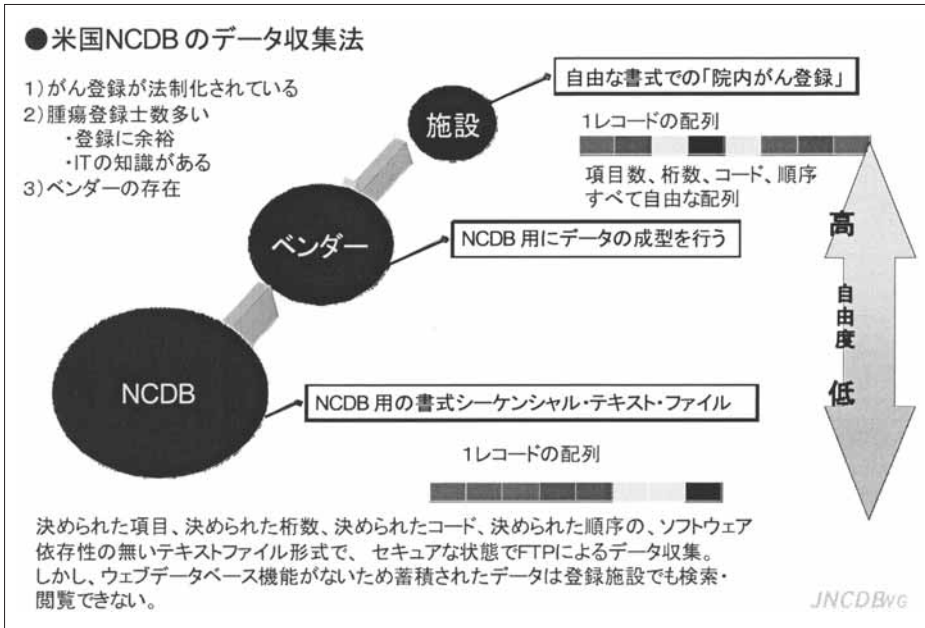 ●米国NCDBのデータ収集法
1)がん登録が法制化されている
2)腫瘍登録士数多い
・登録に余裕
・ITの知識がある
3)ベンダーの存在
施設
自由な書式での「院内がん登録」
1レコードの配列
項目数、桁数、コード、順序
すべて自由な配列
ベンダー
NCDB用にデータの成型を行う
高
自由度
低
NCDB
NCDB用の書式シーケンシャル・テキスト・ファイル
1レコードの配列
決められた項目、決められた桁数、決められたコード、決められた順序の、ソフトウェア
依存性の無いテキストファイル形式で、 セキュアな状態でFTPによるデータ収集。
しかし、ウェブデータベース機能がないため蓄積されたデータは登録施設でも検索・
閲覧できない。
JNCDBWG